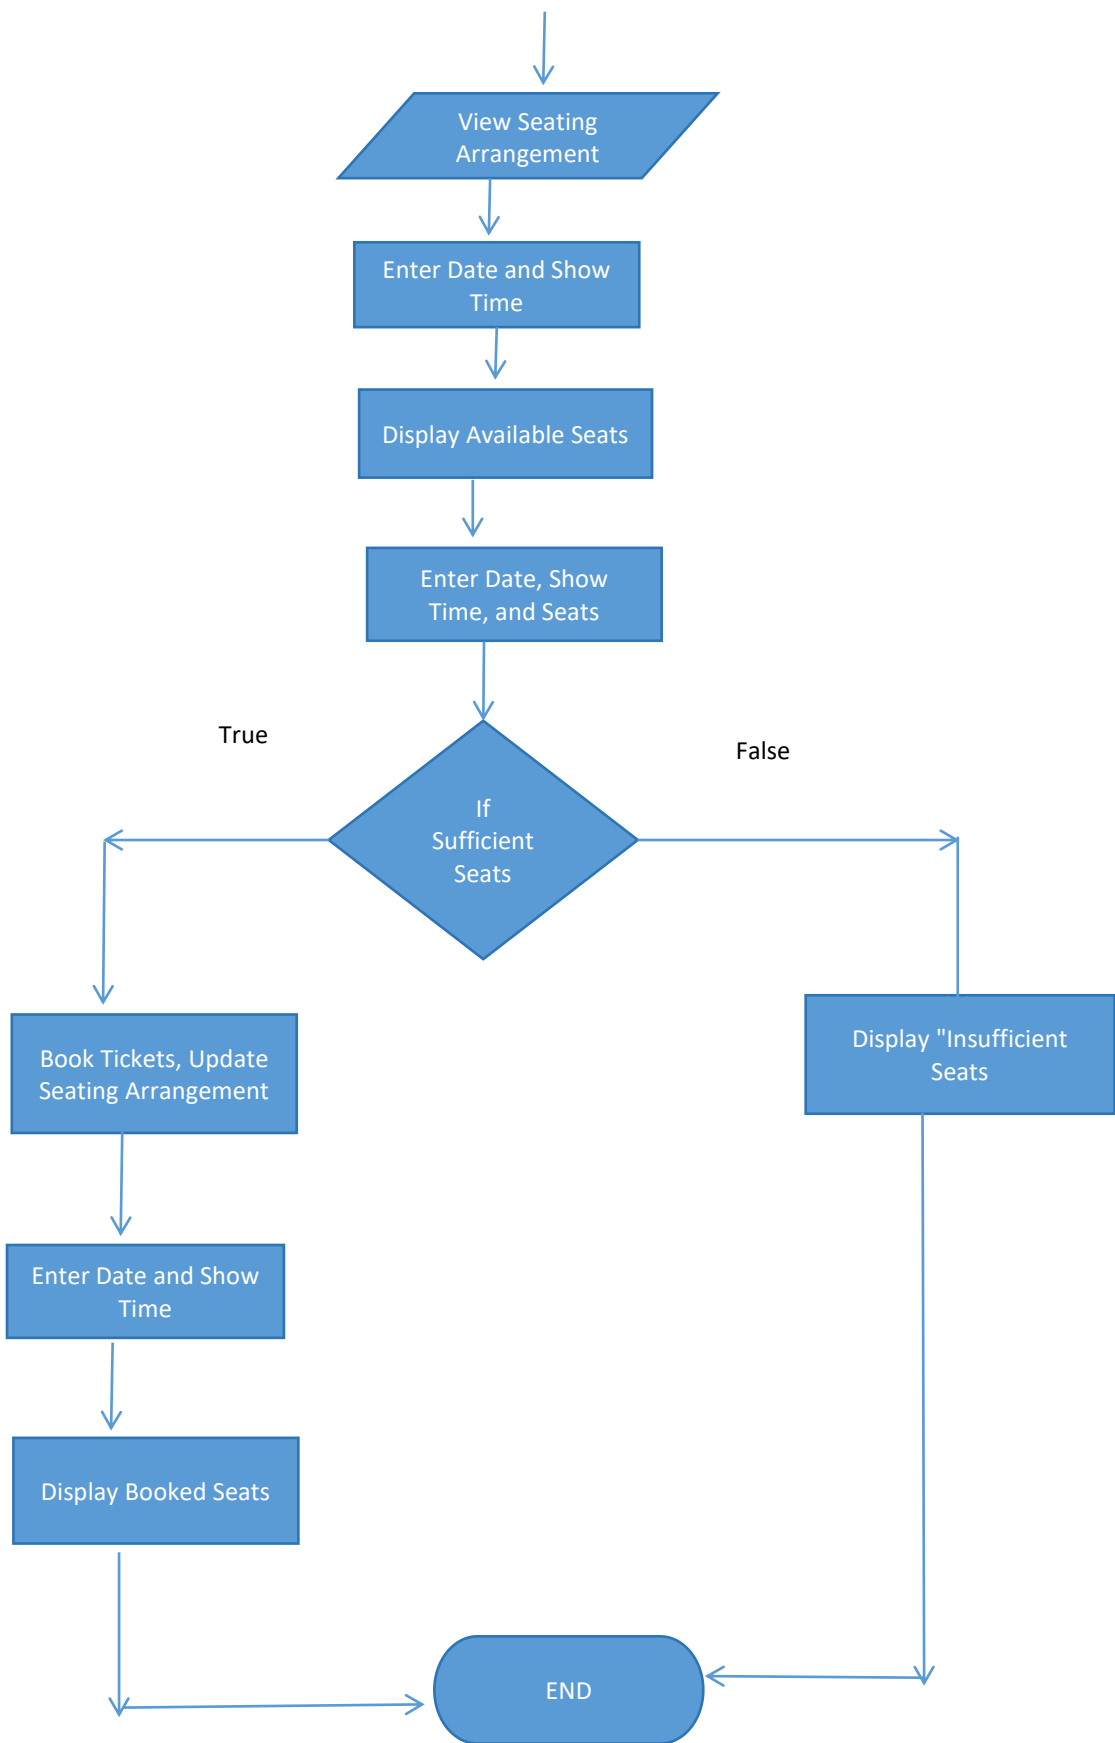 View Seating
Arrangement
Enter Date and Show
Time
Display Available Seats
Enter Date, Show
Time, and Seats
True
False
If
Sufficient
Seats
Book Tickets, Update
Seating Arrangement
Display "Insufficient
Seats
Enter Date and Show
Time
Display Booked Seats
END